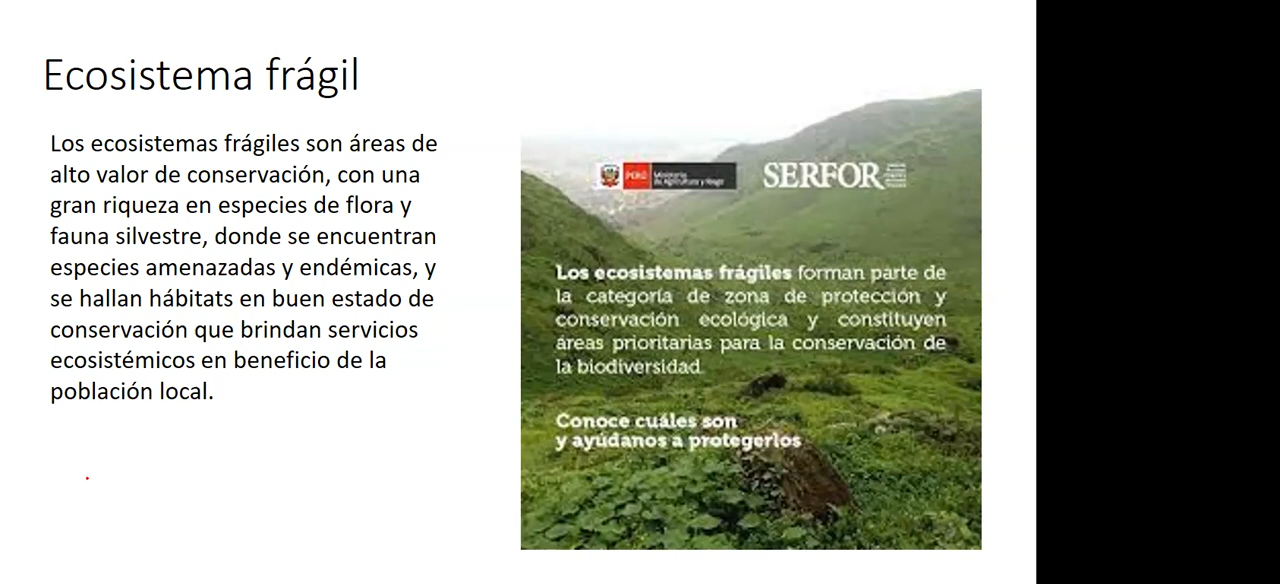 Ecosistema frágil
Los ecosistemas frágiles son áreas de
alto valor de conservación, con una
gran riqueza en especies de flora y
fauna silvestre, donde se encuentran
especies amenazadas y endémicas, y
se hallan hábitats en buen estado de
conservación que brindan servicios
ecosistémicos en beneficio de la
población local.
PERÚ Ministerio
de Agricultura y Riego
SERFOR
Los ecosistemas frágiles forman parte de
la categoría de zona de protección y
conservación ecológica y constituyen
áreas prioritarias para la conservación de
la biodiversidad.
Conoce cuáles son
y ayúdanos a protegerlos